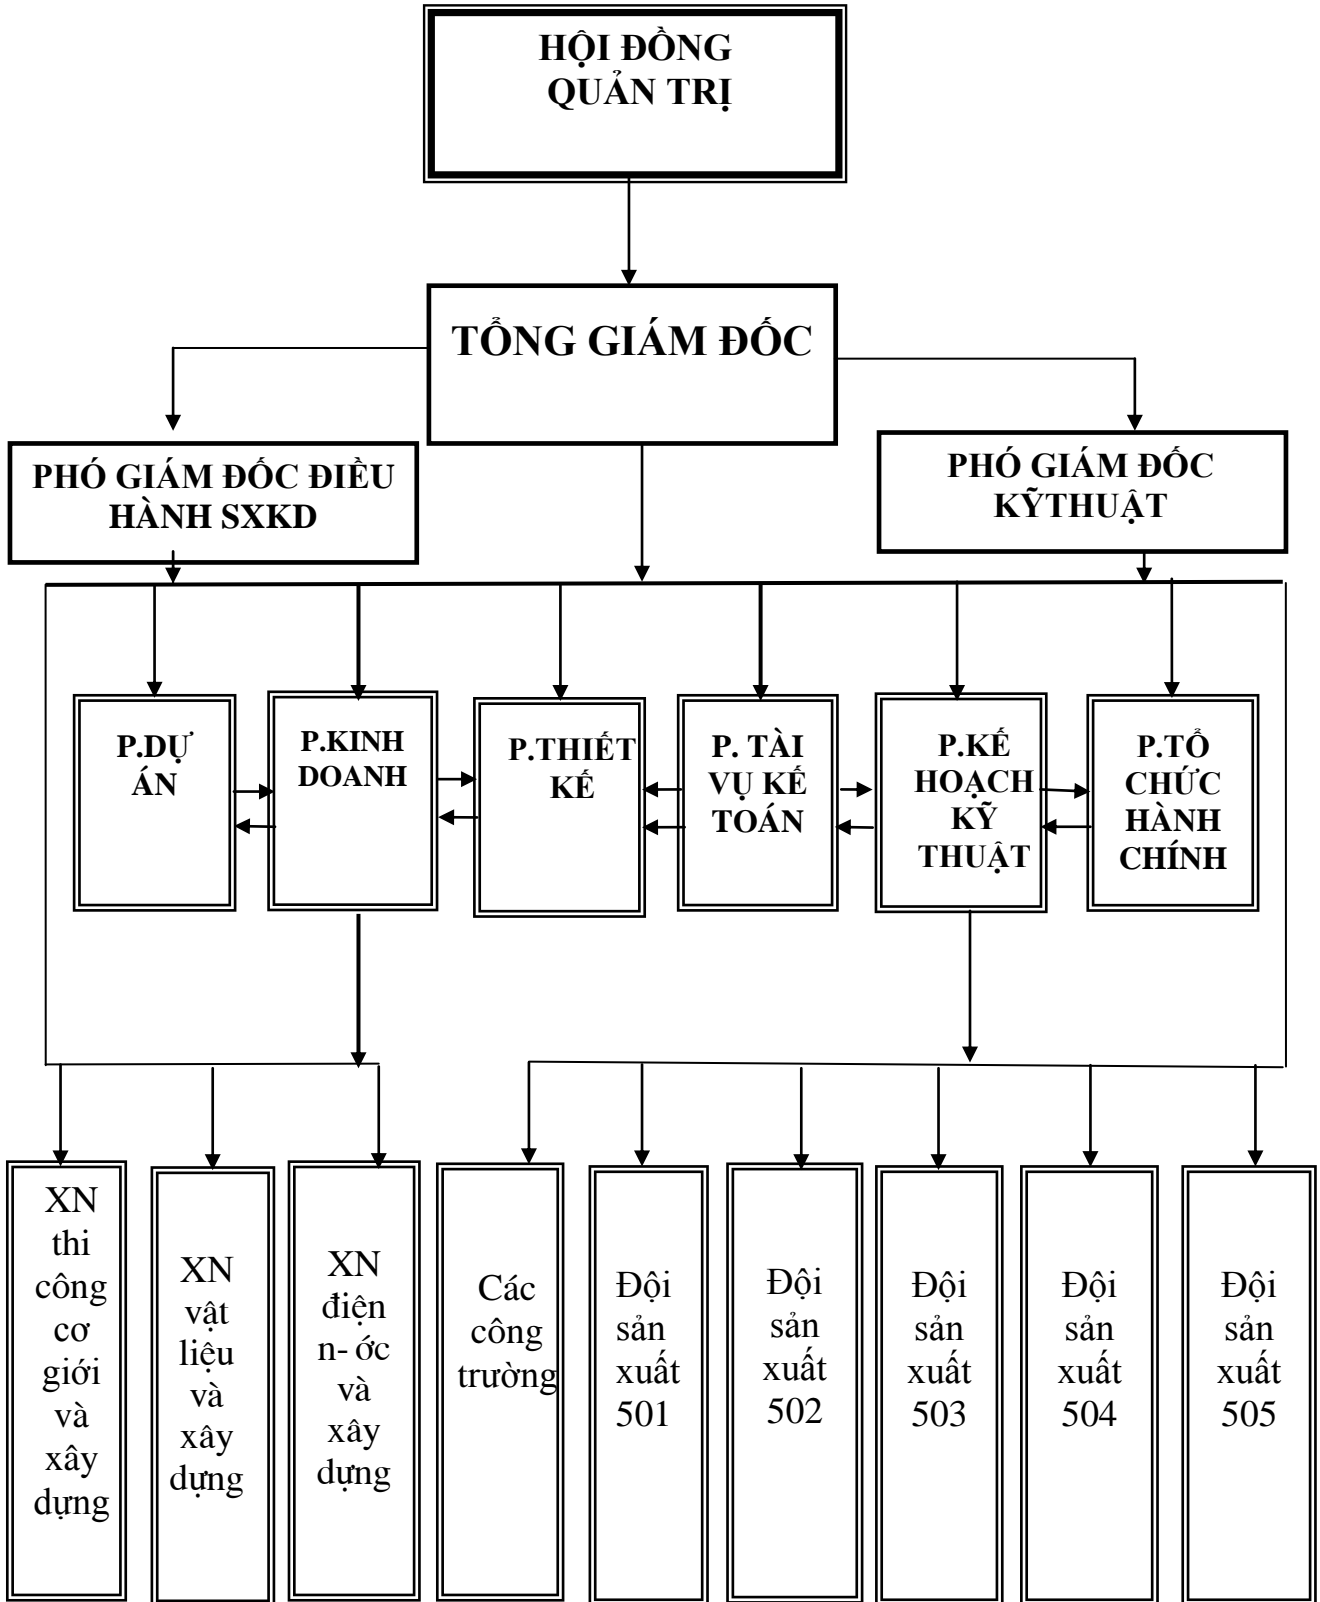 HỘI ĐỒNG
QUẢN TRỊ
TỔNG GIÁM ĐỐC
PHÓ GIÁM ĐỐC ĐIỀU
HÀNH SXKD
PHÓ GIÁM ĐỐC
KỸTHUẬT
P.DỰ
ÁN
P.KINH
DOANH
P.THIẾT
KẾ
P. TÀI
VỤ KẾ
TOÁN
P.KẾ
HOẠCH
KỸ
THUẬT
P.TỔ
CHỨC
HÀNH
CHÍNH
XN
thi
công
cơ
giới
và
xây
dựng
XN
vật
liệu
và
xây
dựng
XN
điện
n- ớc
và
xây
dựng
Các
công
trường
Đội
sản
xuất
501
Đội
sản
xuất
502
Đội
sản
xuất
503
Đội
sản
xuất
504
Đội
sản
xuất
505